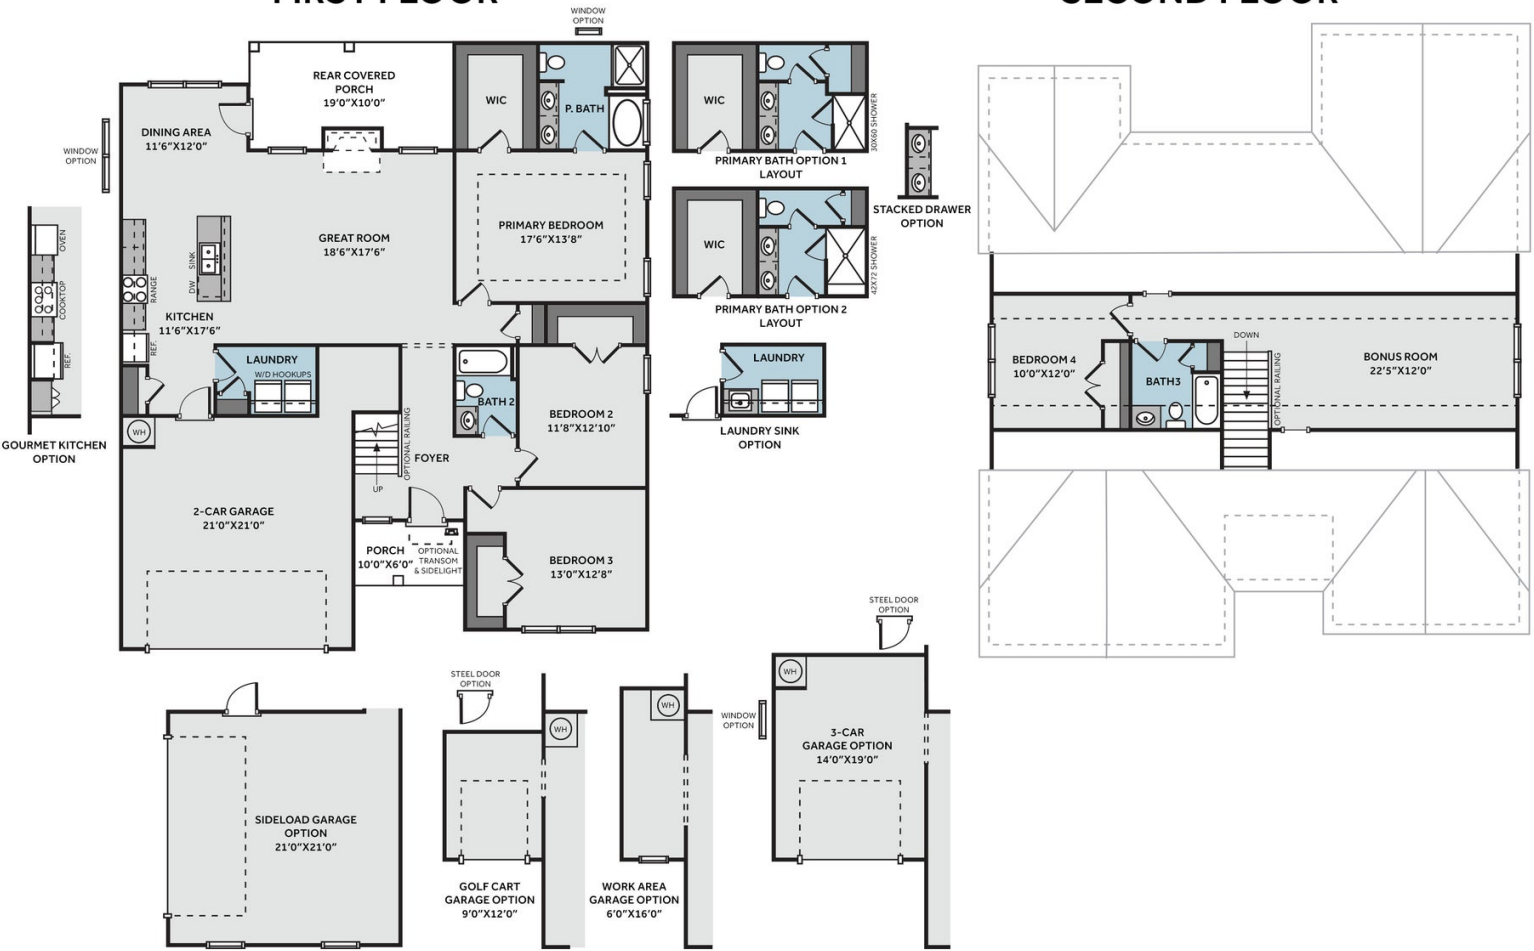 FIRST FLOOR
SECOND FLOOR
WINDOW
OPTION
REAR COVERED
PORCH
19'0"X10'0"
WIC
P. BATH
DINING AREA
11'6"X12'0"
WINDOW
OPTION
GREAT ROOM
18'6"X17'6"
PRIMARY BEDROOM
17'6"X13'8"
SINK
DW
RANGE
KITCHEN
11'6"X17'6"
REF.
LAUNDRY
W/D HOOKUPS
WH
BATH 2
BEDROOM 2
11'8"X12'10"
OPTIONAL RAILING
FOYER
UP
2-CAR GARAGE
21'0"X21'0"
PORCH
10'0"X6'0"
OPTIONAL
TRANSOM
& SIDELIGHT
BEDROOM 3
13'0"X12'8"
OVEN
COOKTOP
REF.
GOURMET KITCHEN
OPTION
WIC
30X60 SHOWER
PRIMARY BATH OPTION 1
LAYOUT
WIC
42X72 SHOWER
PRIMARY BATH OPTION 2
LAYOUT
STACKED DRAWER
OPTION
LAUNDRY
LAUNDRY SINK
OPTION
BEDROOM 4
10'0"X12'0"
BATH3
DOWN
OPTIONAL RAILING
BONUS ROOM
22'5"X12'0"
SIDELOAD GARAGE
OPTION
21'0"X21'0"
STEEL DOOR
OPTION
WH
GOLF CART
GARAGE OPTION
9'0"X12'0"
WH
WORK AREA
GARAGE OPTION
6'0"X16'0"
STEEL DOOR
OPTION
WH
WINDOW
OPTION
3-CAR
GARAGE OPTION
14'0"X19'0"